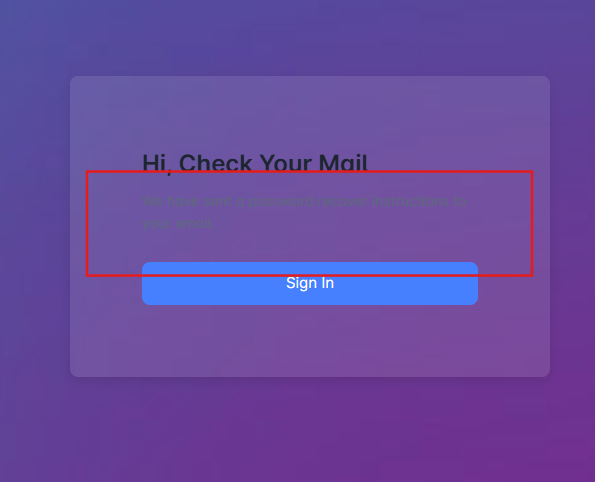 Hi, Check Your Mail
We have sent a password recover instructions to
your email.
Sign In